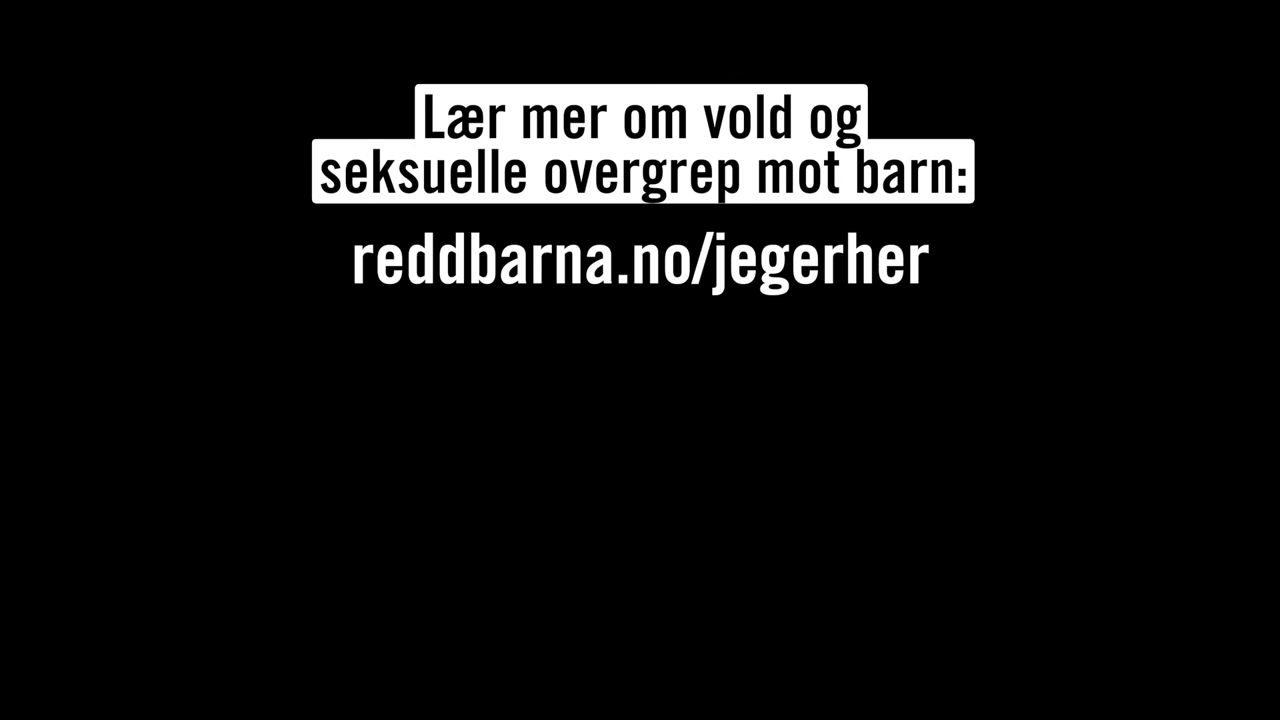 Lær mer om vold og
seksuelle overgrep mot barn:
reddbarna.no/jegerher